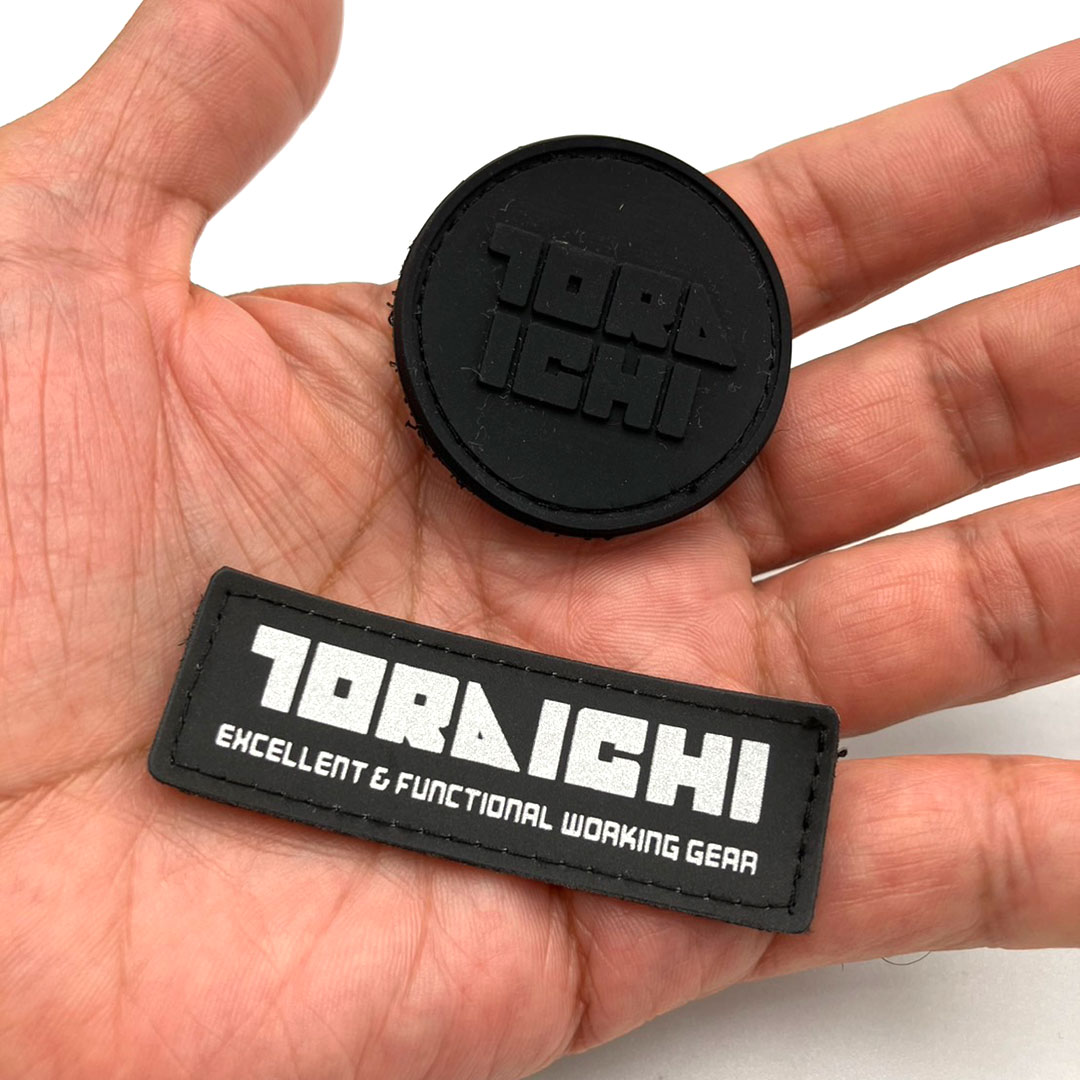 TORA
ICHI
TORAICHI
EXCELLENT & FUNCTIONAL WORKING GEAR